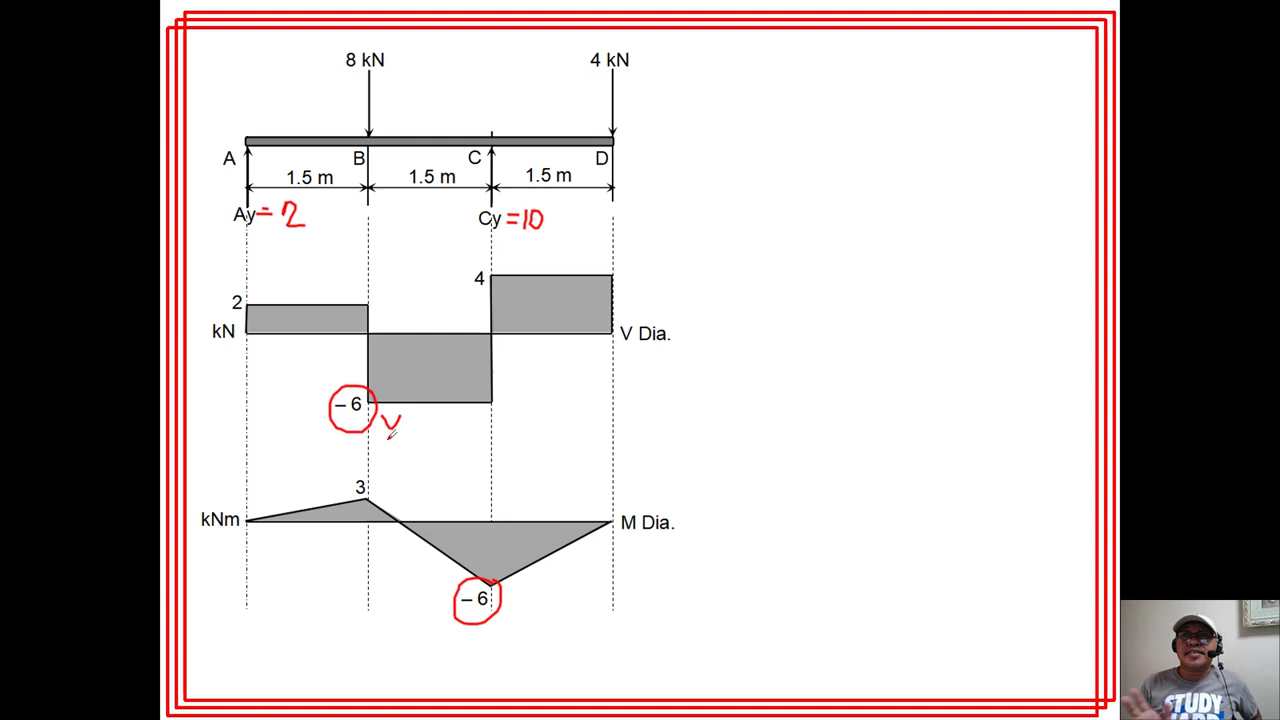 8 kN 4 kN
A B C D
1.5 m 1.5 m 1.5 m
Ay = 2 Cy = 10
4
2
kN V Dia.
– 6 V
3
kNm M Dia.
– 6
STUDY